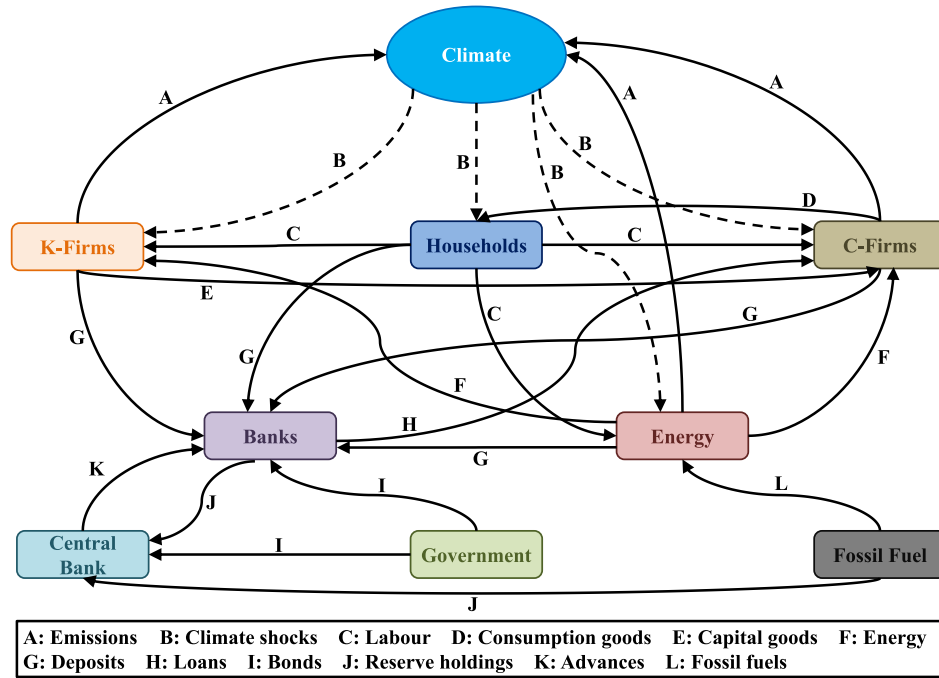 Climate
A
A
A
B
B
B
B
D
K-Firms
C
Households
C
C-Firms
E
C
G
G
G
F
F
H
Banks
Energy
G
K
J
I
L
Central
Bank
I
Government
Fossil Fuel
J
A: Emissions B: Climate shocks C: Labour D: Consumption goods E: Capital goods F: Energy
G: Deposits H: Loans I: Bonds J: Reserve holdings K: Advances L: Fossil fuels